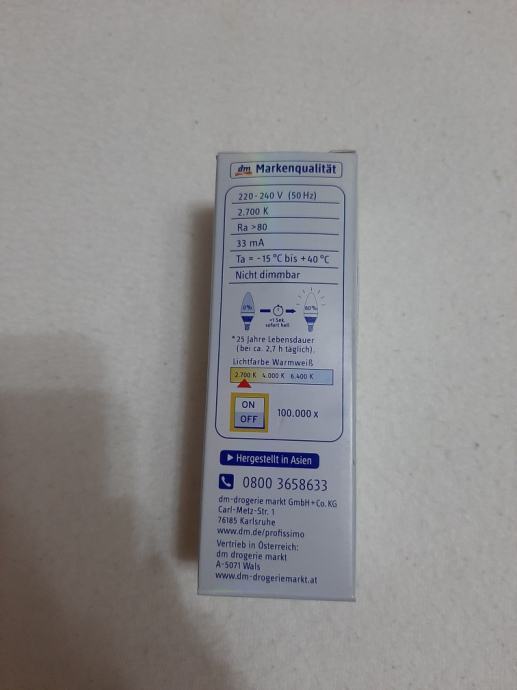 dm Markenqualität
220-240 V (50 Hz)
2.700 K
Ra >80
33 mA
Ta = -15 °C bis +40 °C
Nicht dimmbar
0% 60%
<1 Sek.
sofort hell
*25 Jahre Lebensdauer
(bei ca. 2,7 h täglich).
Lichtfarbe Warmweiß
2.700 K 4.000 K 6.400 K
ON
OFF
100.000 x
Hergestellt in Asien
0800 3658633
dm-drogerie markt GmbH+Co. KG
Carl-Metz-Str. 1
76185 Karlsruhe
www.dm.de/profissimo
Vertrieb in Österreich:
dm drogerie markt
A-5071 Wals
www.dm-drogeriemarkt.at